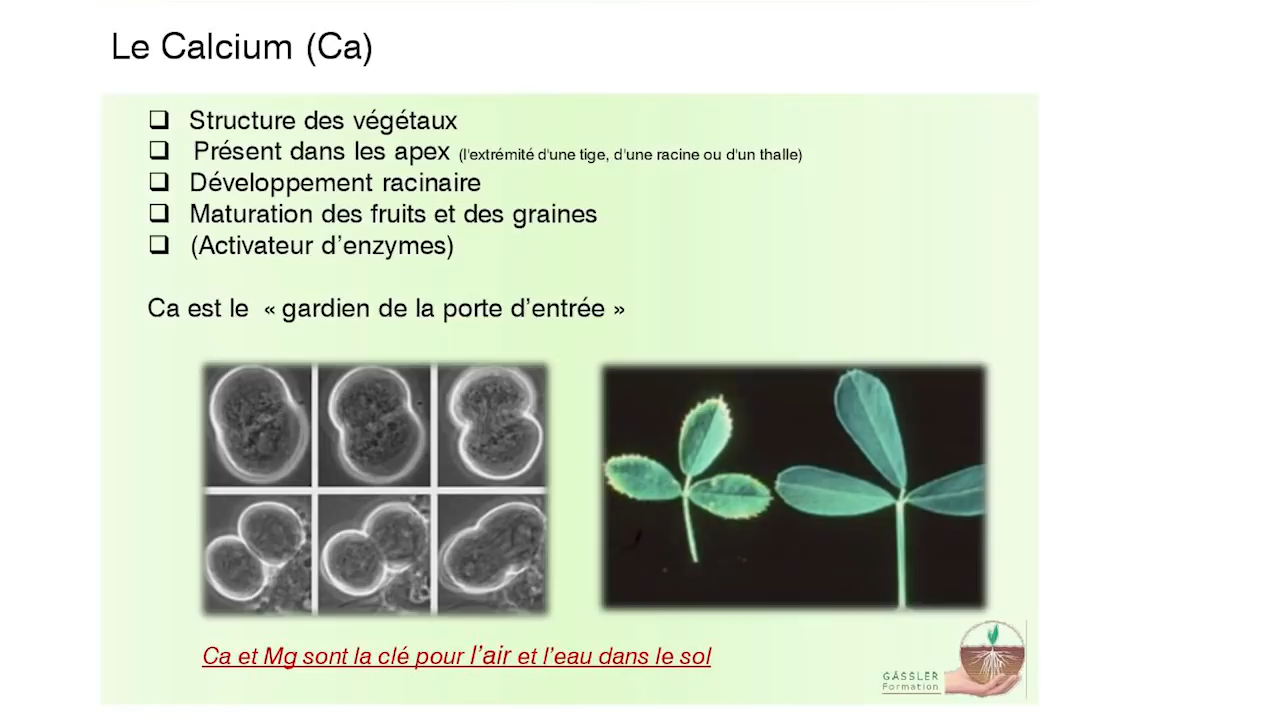 Le Calcium (Ca)
❑ Structure des végétaux
❑ Présent dans les apex (l'extrémité d'une tige, d'une racine ou d'un thalle)
❑ Développement racinaire
❑ Maturation des fruits et des graines
❑ (Activateur d’enzymes)
Ca est le « gardien de la porte d’entrée »
Ca et Mg sont la clé pour l’air et l’eau dans le sol
GÄSSLER
Formation